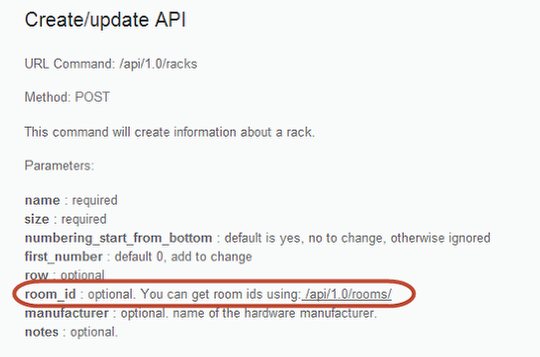 Create/update API
URL Command: /api/1.0/racks
Method: POST
This command will create information about a rack.
Parameters:
name : required
size : required
numbering_start_from_bottom : default is yes, no to change, otherwise ignored
first_number : default 0, add to change
row : optional
room_id : optional. You can get room ids using: /api/1.0/rooms/
manufacturer : optional. name of the hardware manufacturer.
notes : optional.